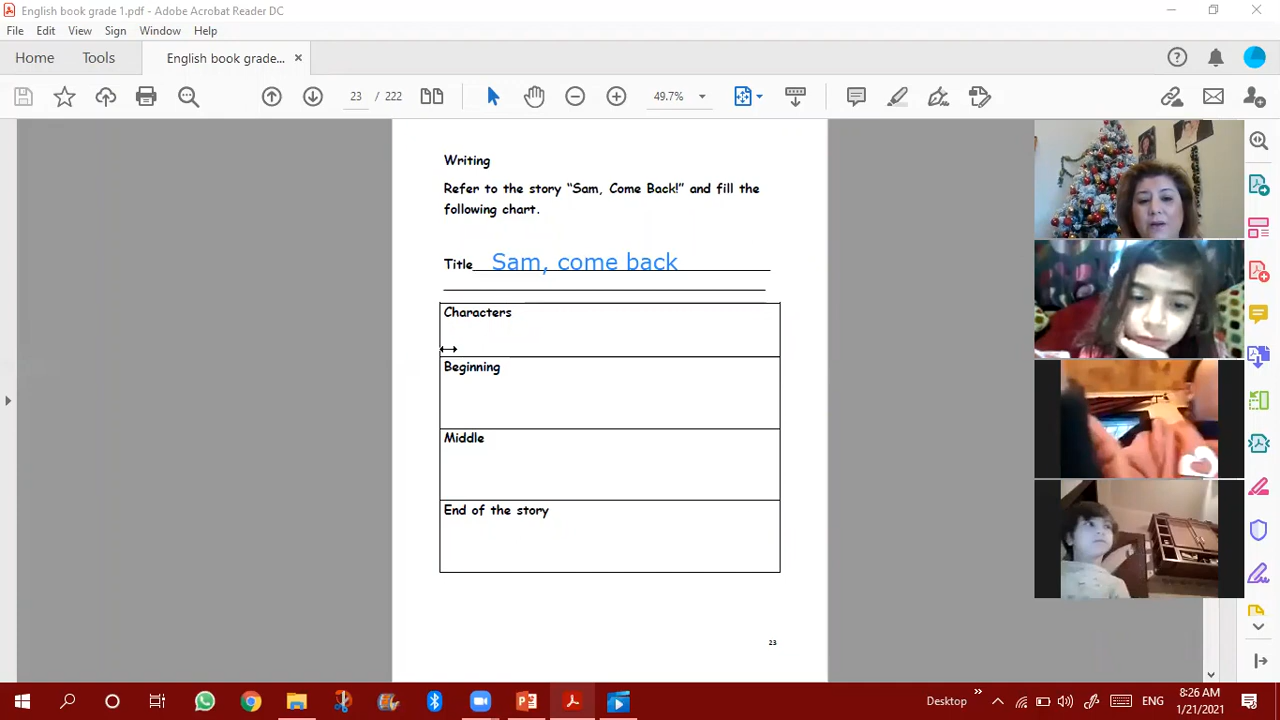 English book grade 1.pdf - Adobe Acrobat Reader DC
File Edit View Sign Window Help
Home Tools English book grade... ×
23 / 222 49.7%
Writing
Refer to the story “Sam, Come Back!” and fill the
following chart.
Title Sam, come back
Characters
Beginning
Middle
End of the story
23
Desktop » ENG 8:26 AM
1/21/2021